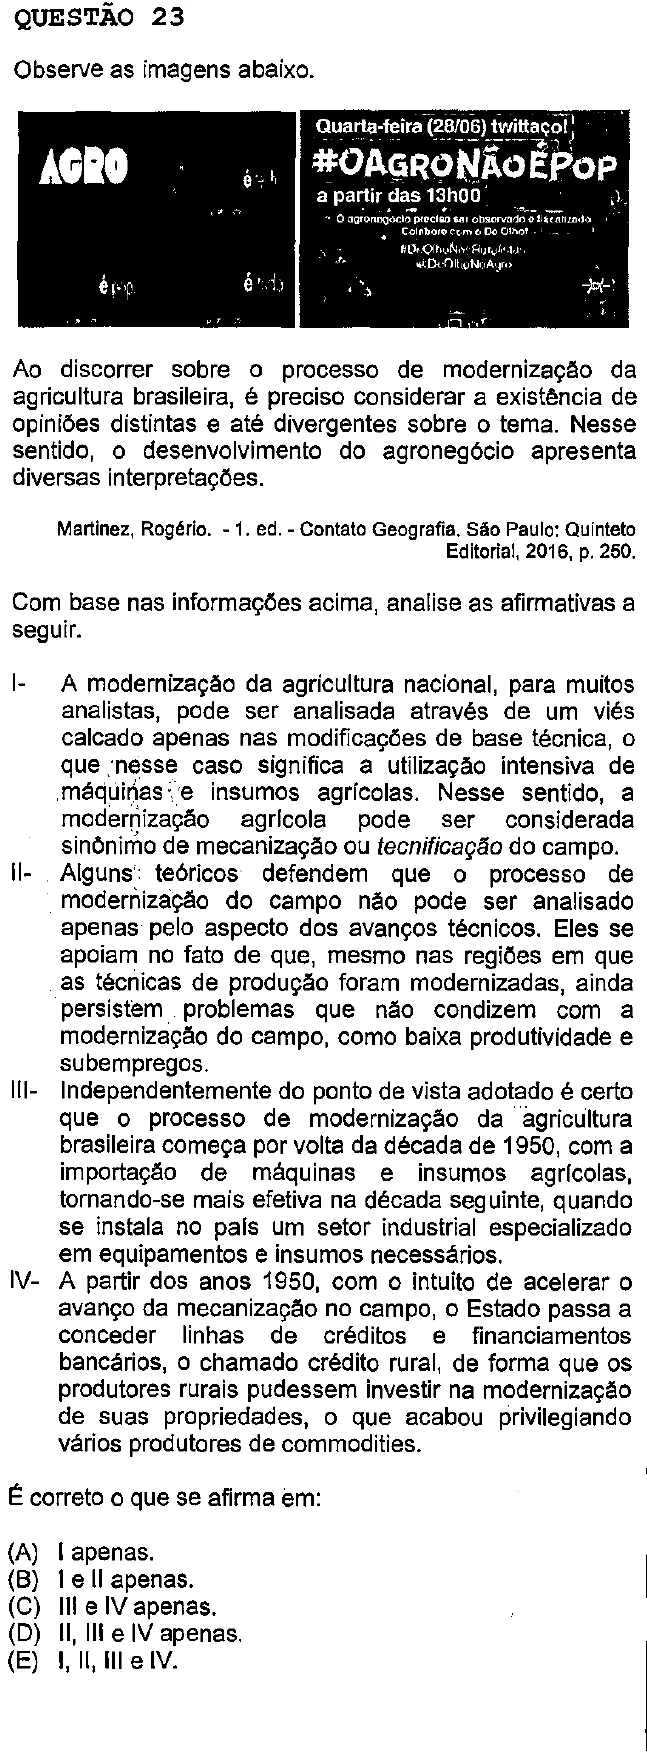 QUESTÃO 23
Observe as imagens abaixo.
AGRO
é pop
Quarta-feira (28/06) twittaço!
#OAGRONÃOÉPOP
a partir das 13h00
O agronegócio precisa ser observado e fiscalizado
Colabore com o De Olho!
#DeOlhoNoAgro
Ao discorrer sobre o processo de modernização da
agricultura brasileira, é preciso considerar a existência de
opiniões distintas e até divergentes sobre o tema. Nesse
sentido, o desenvolvimento do agronegócio apresenta
diversas interpretações.
Martinez, Rogério. - 1. ed. - Contato Geografia. São Paulo: Quinteto
Editorial, 2016, p. 250.
Com base nas informações acima, analise as afirmativas a
seguir.
I- A modernização da agricultura nacional, para muitos
analistas, pode ser analisada através de um viés
calcado apenas nas modificações de base técnica, o
que nesse caso significa a utilização intensiva de
máquinas e insumos agrícolas. Nesse sentido, a
modernização agrícola pode ser considerada
sinônimo de mecanização ou tecnificação do campo.
II- Alguns teóricos defendem que o processo de
modernização do campo não pode ser analisado
apenas pelo aspecto dos avanços técnicos. Eles se
apoiam no fato de que, mesmo nas regiões em que
as técnicas de produção foram modernizadas, ainda
persistem problemas que não condizem com a
modernização do campo, como baixa produtividade e
subempregos.
III- Independentemente do ponto de vista adotado é certo
que o processo de modernização da agricultura
brasileira começa por volta da década de 1950, com a
importação de máquinas e insumos agrícolas,
tornando-se mais efetiva na década seguinte, quando
se instala no país um setor industrial especializado
em equipamentos e insumos necessários.
IV- A partir dos anos 1950, com o intuito de acelerar o
avanço da mecanização no campo, o Estado passa a
conceder linhas de créditos e financiamentos
bancários, o chamado crédito rural, de forma que os
produtores rurais pudessem investir na modernização
de suas propriedades, o que acabou privilegiando
vários produtores de commodities.
É correto o que se afirma em:
(A) I apenas.
(B) I e II apenas.
(C) III e IV apenas.
(D) II, III e IV apenas.
(E) I, II, III e IV.